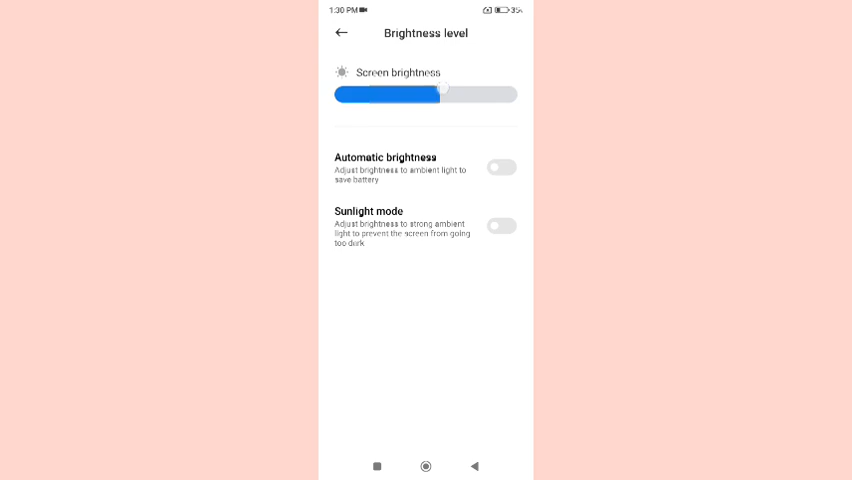 1:30 PM
35%
Brightness level
Screen brightness
Automatic brightness
Adjust brightness to ambient light to
save battery
Sunlight mode
Adjust brightness to strong ambient
light to prevent the screen from going
too dark